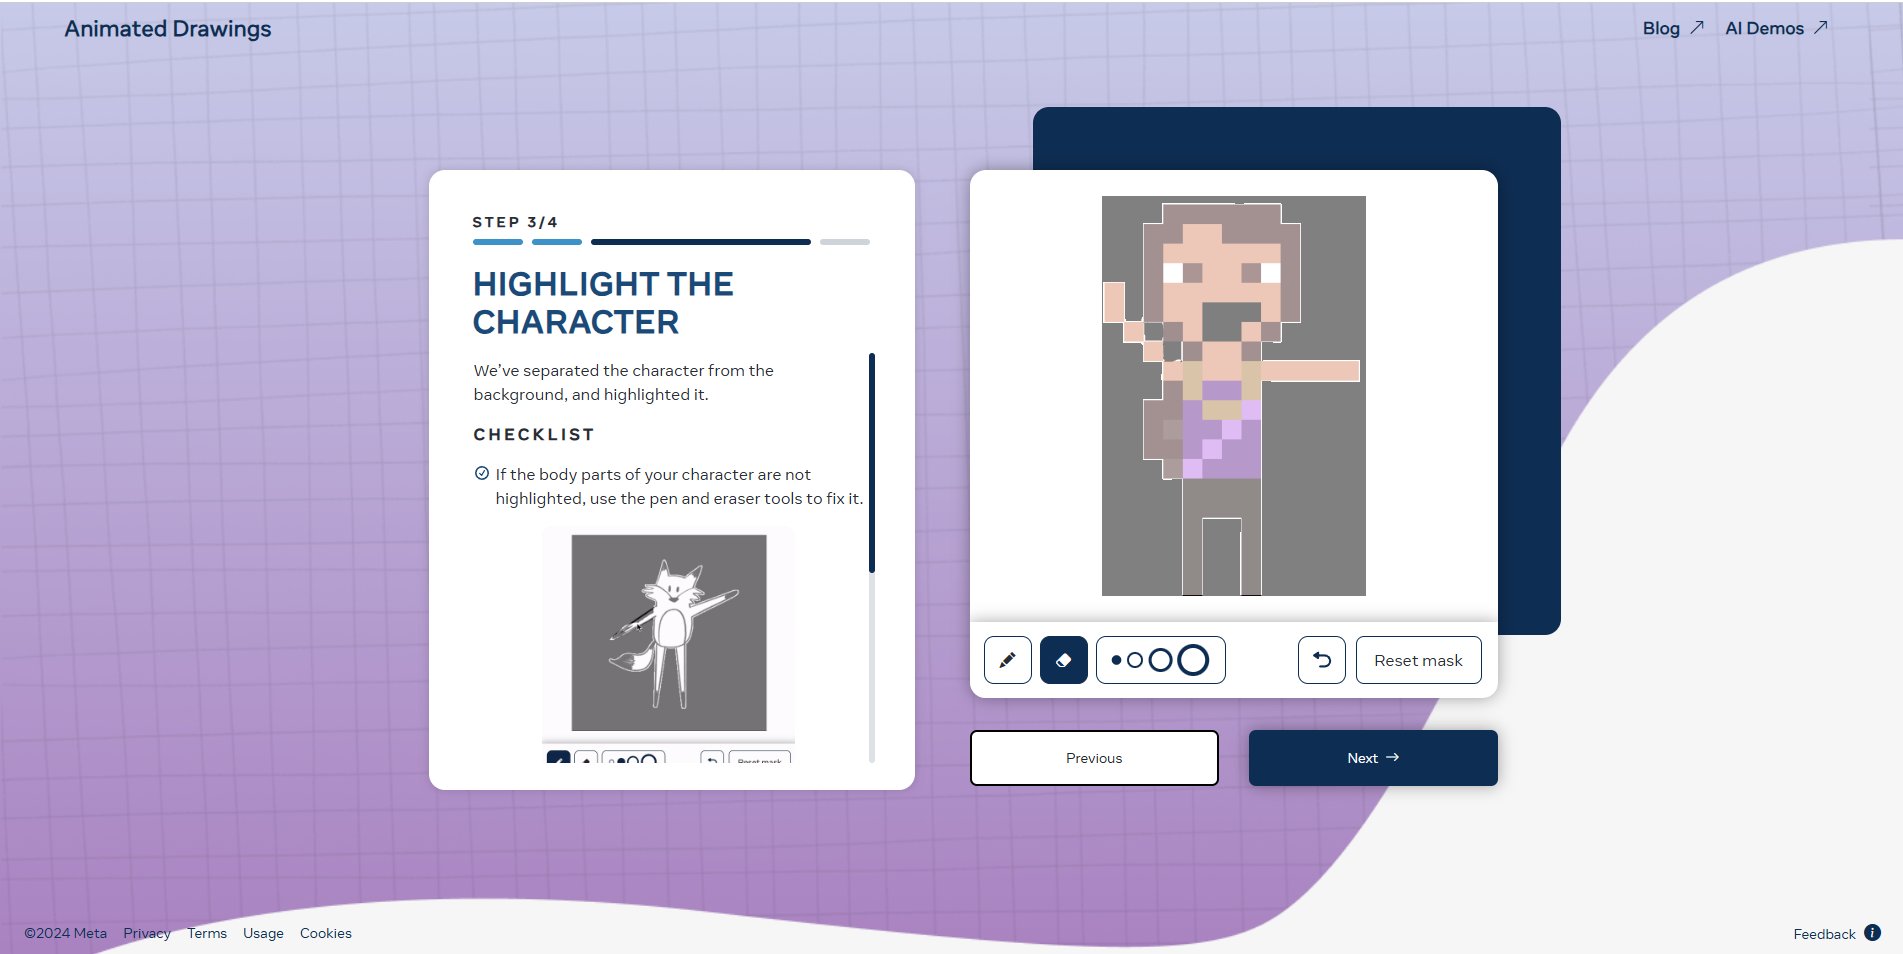 Animated Drawings
Blog
AI Demos
STEP 3/4
HIGHLIGHT THE
CHARACTER
We've separated the character from the
background, and highlighted it.
CHECKLIST
If the body parts of your character are not
highlighted, use the pen and eraser tools to fix it.
Reset mask
Reset mask
Previous
Next
©2024 Meta
Privacy
Terms
Usage
Cookies
Feedback